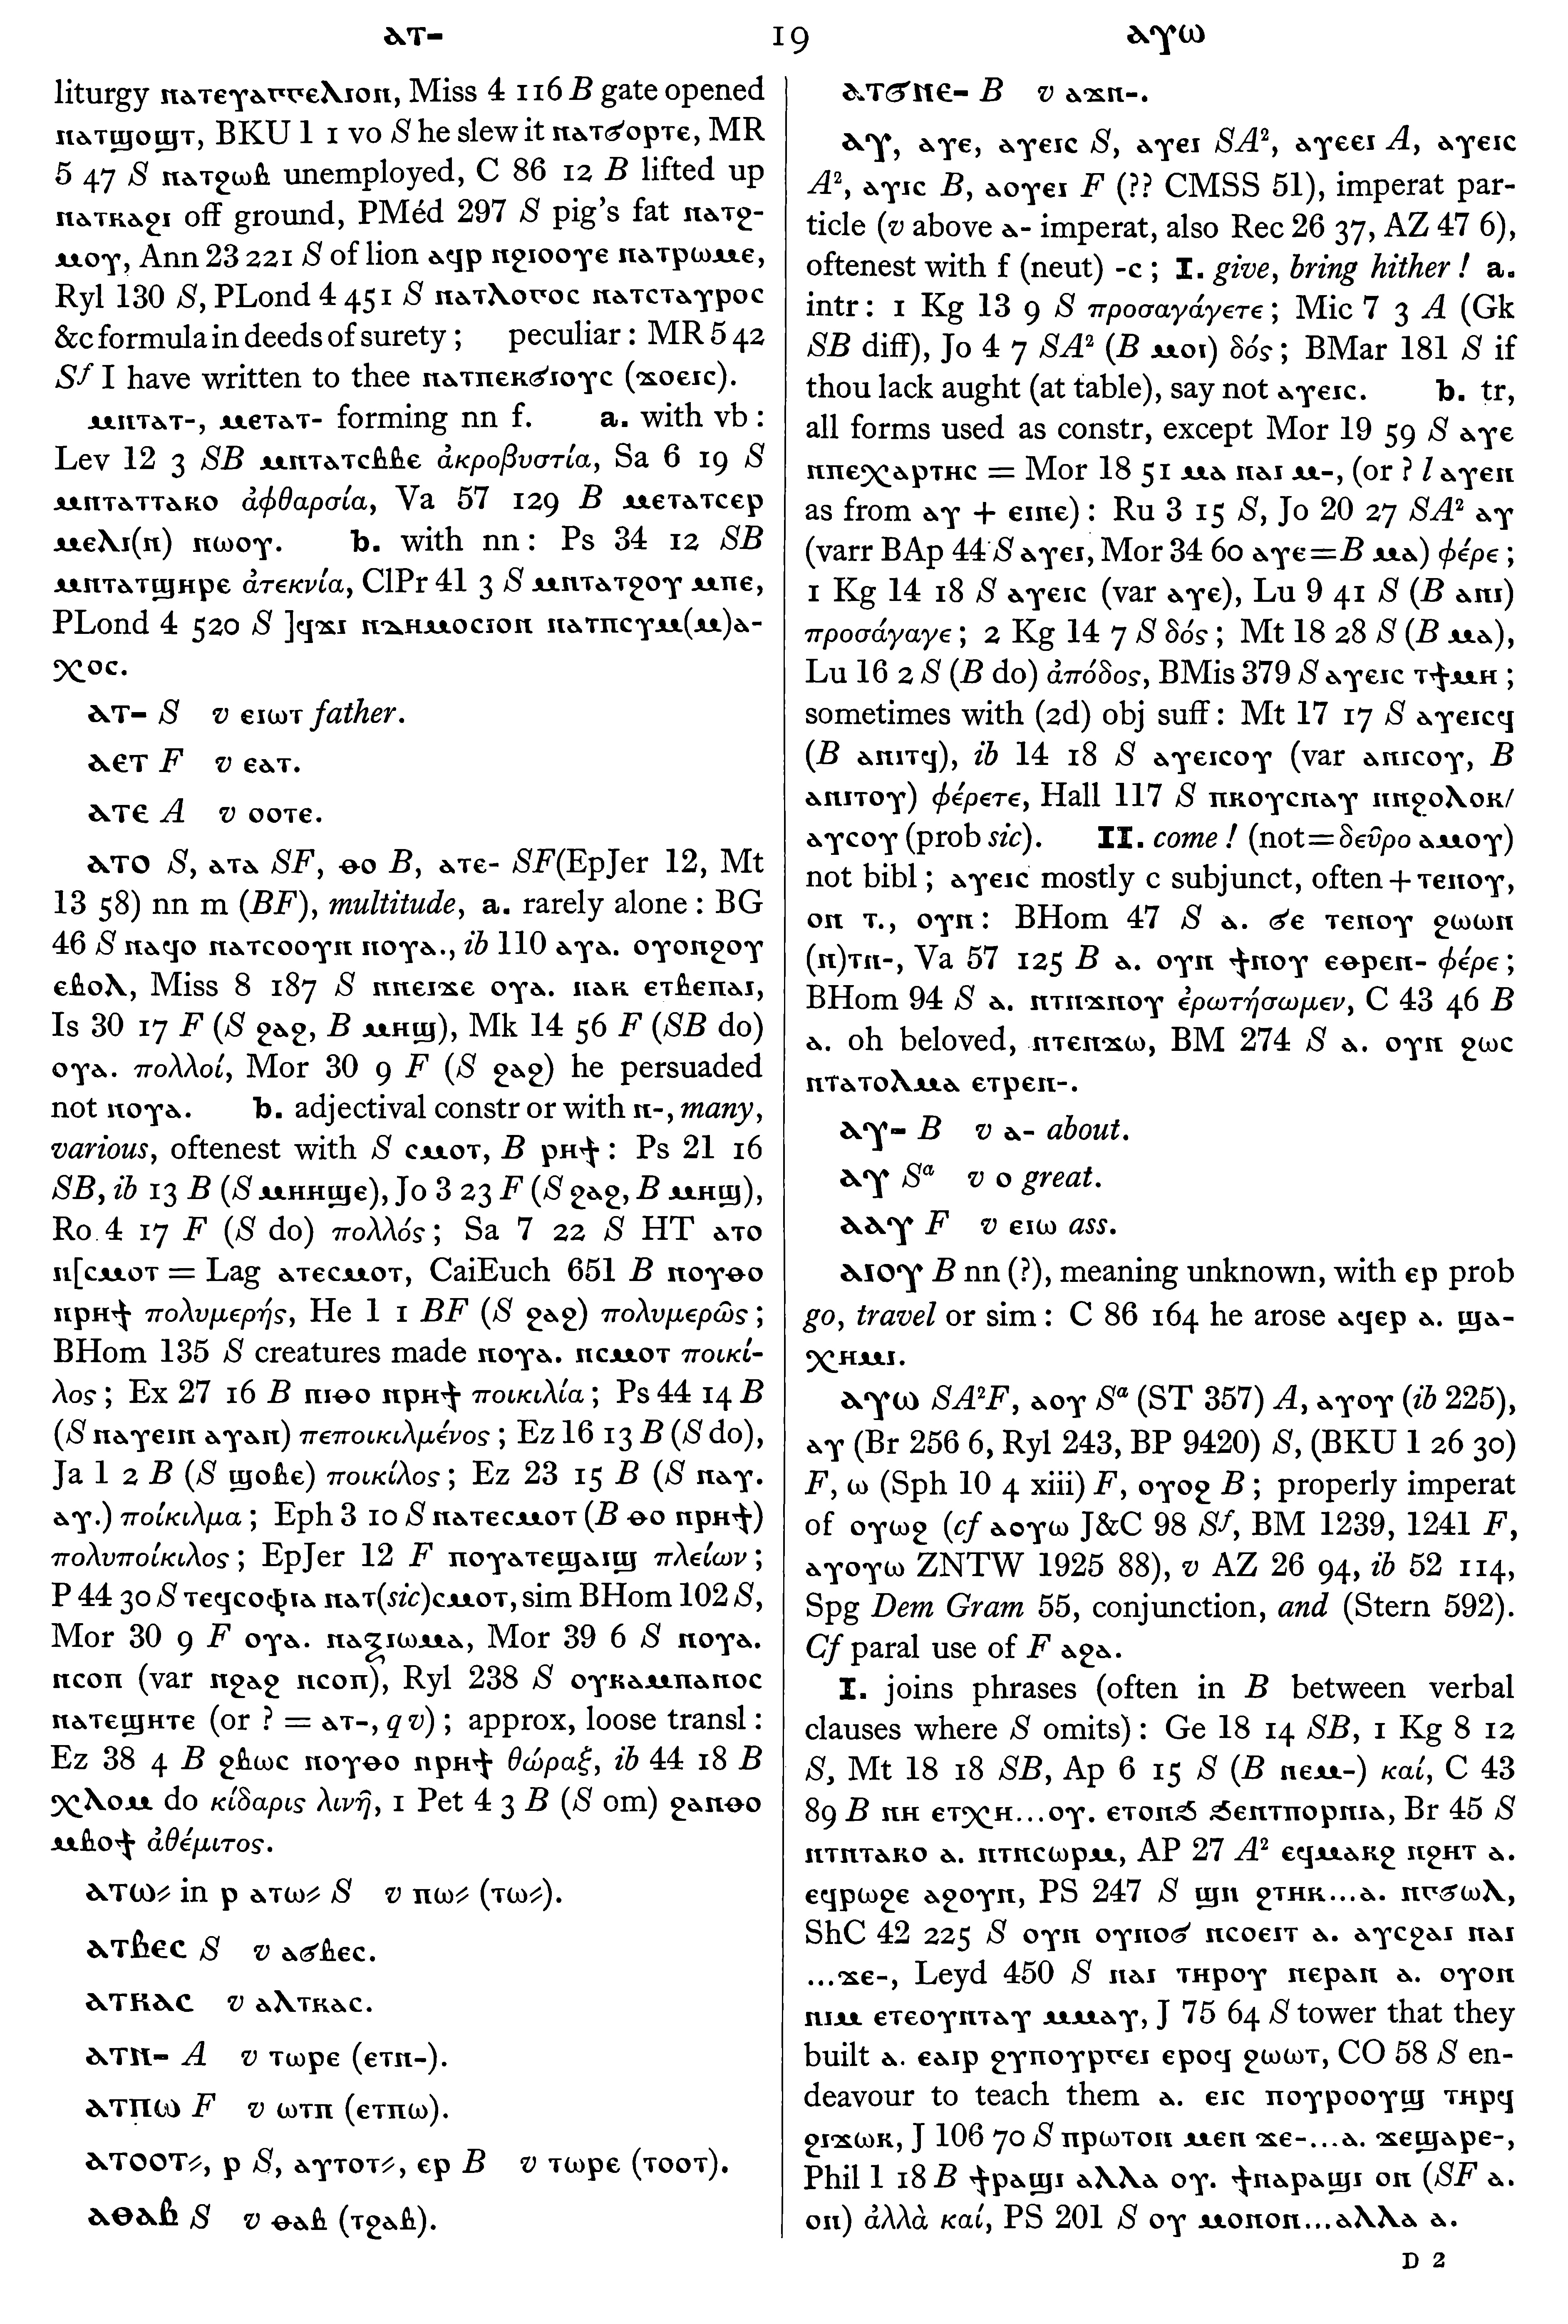 ⲁⲧ- 19 ⲁⲩⲱ
liturgy ⲛⲁⲧⲉⲩⲁⲅⲅⲉⲗⲓⲟⲛ, Miss 4 116 B gate opened
ⲛⲁⲧϣⲟϣⲧ, BKU 1 1 vo S he slew it ⲛⲁⲧϭⲟⲣⲧⲉ, MR
5 47 S ⲛⲁⲧϩⲱⲃ unemployed, C 86 12 B lifted up
ⲛⲁⲧⲕⲁϩⲓ off ground, PMéd 297 S pig's fat ⲛⲁⲧϩ-
ⲙⲟⲩ, Ann 23 221 S of lion ⲁϥⲣ ⲛϩⲓⲟⲟⲩⲉ ⲛⲁⲧⲣⲱⲙⲉ,
Ryl 130 S, PLond 4 451 S ⲛⲁⲧⲗⲟⲅⲟⲥ ⲛⲁⲧⲥⲧⲁⲩⲣⲟⲥ
&c formula in deeds of surety ; peculiar : MR 5 42
Sf I have written to thee ⲛⲁⲧⲡⲉⲕϭⲓⲟⲩⲥ (ϫⲟⲉⲓⲥ).
ⲙⲛⲧⲁⲧ-, ⲙⲉⲧⲁⲧ- forming nn f. a. with vb :
Lev 12 3 SB ⲙⲛⲧⲁⲧⲥⲃⲃⲉ ἀκροβυστία, Sa 6 19 S
ⲙⲛⲧⲁⲧⲧⲁⲕⲟ ἀφθαρσία, Va 57 129 B ⲙⲉⲧⲁⲧⲥⲉⲣ
ⲙⲉⲗⲓ(ⲛ) ⲛⲱⲟⲩ. b. with nn : Ps 34 12 SB
ⲙⲛⲧⲁⲧϣⲏⲣⲉ ἀτεκνία, ClPr 41 3 S ⲙⲛⲧⲁⲧϩⲟⲩ ⲙⲡⲉ,
PLond 4 520 S ]ϥϫⲓ ⲛⲇⲏⲙⲟⲥⲓⲟⲛ ⲛⲁⲧⲡⲥⲩⲙ(ⲙ)ⲁ-
ⲭⲟⲥ.
ⲁⲧ- S v ⲉⲓⲱⲧ father.
ⲁⲉⲧ F v ⲉⲁⲧ.
ⲁⲧⲉ A v ⲟⲟⲧⲉ.
ⲁⲧⲟ S, ⲁⲧⲁ SF, ⲑⲟ B, ⲁⲧⲉ- SF(EpJer 12, Mt
13 58) nn m (BF), multitude, a. rarely alone : BG
46 S ⲛⲁϥⲟ ⲛⲁⲧⲥⲟⲟⲩⲛ ⲛⲟⲩⲁ., ib 110 ⲁⲩⲁ. ⲟⲩⲟⲛϩⲟⲩ
ⲉⲃⲟⲗ, Miss 8 187 S ⲛⲛⲉⲓϫⲉ ⲟⲩⲁ. ⲛⲁⲕ ⲉⲧⲃⲉⲡⲁⲓ,
Is 30 17 F (S ϩⲁϩ, B ⲙⲏϣ), Mk 14 56 F (SB do)
ⲟⲩⲁ. πολλοί, Mor 30 9 F (S ϩⲁϩ) he persuaded
not ⲛⲟⲩⲁ. b. adjectival constr or with ⲛ-, many,
various, oftenest with S ⲥⲙⲟⲧ, B ⲣⲏϯ : Ps 21 16
SB, ib 13 B (S ⲙⲏⲏϣⲉ), Jo 3 23 F (S ϩⲁϩ, B ⲙⲏϣ),
Ro 4 17 F (S do) πολλός ; Sa 7 22 S HT ⲁⲧⲟ
ⲛ[ⲥⲙⲟⲧ = Lag ⲁⲧⲉⲥⲙⲟⲧ, CaiEuch 651 B ⲛⲟⲩⲑⲟ
ⲛⲣⲏϯ πολυμερής, He 1 1 BF (S ϩⲁϩ) πολυμερῶς ;
BHom 135 S creatures made ⲛⲟⲩⲁ. ⲛⲥⲙⲟⲧ ποικί-
λος ; Ex 27 16 B ⲡⲓⲑⲟ ⲛⲣⲏϯ ποικιλία ; Ps 44 14 B
(S ⲛⲁⲩⲉⲓⲛ ⲁⲩⲁⲛ) πεποικιλμένος ; Ez 16 13 B (S do),
Ja 1 2 B (S ϣⲟⲃⲉ) ποικίλος ; Ez 23 15 B (S ⲛⲁⲩ.
ⲁⲩ.) ποίκιλμα ; Eph 3 10 S ⲛⲁⲧⲉⲥⲙⲟⲧ (B ⲑⲟ ⲛⲣⲏϯ)
πολυποίκιλος ; EpJer 12 F ⲛⲟⲩⲁⲧⲉϣⲁⲓϣ πλείων ;
P 44 30 S ⲧⲉϥⲥⲟⲫⲓⲁ ⲛⲁⲧ(sic)ⲥⲙⲟⲧ, sim BHom 102 S,
Mor 30 9 F ⲟⲩⲁ. ⲛⲁⲝⲓⲱⲙⲁ, Mor 39 6 S ⲛⲟⲩⲁ.
ⲛⲥⲟⲡ (var ⲛϩⲁϩ ⲛⲥⲟⲡ), Ryl 238 S ⲟⲩⲕⲁⲙⲡⲁⲛⲟⲥ
ⲛⲁⲧⲉϣⲏⲧⲉ (or ? = ⲁⲧ-, q v) ; approx, loose transl :
Ez 38 4 B ϩⲃⲱⲥ ⲛⲟⲩⲑⲟ ⲛⲣⲏϯ θώραξ, ib 44 18 B
ⲭⲗⲟⲙ do κίδαρις λινῆ, 1 Pet 4 3 B (S om) ϩⲁⲛⲑⲟ
ⲙⲃⲟϯ ἀθέμιτος.
ⲁⲧⲱ⸗ in ⲣ ⲁⲧⲱ⸗ S v ⲡⲱ⸗ (ⲧⲱ⸗).
ⲁⲧⲃⲉⲥ S v ⲁϭⲃⲉⲥ.
ⲁⲧⲕⲁⲥ v ⲁⲗⲧⲕⲁⲥ.
ⲁⲧⲛ- A v ⲧⲱⲣⲉ (ⲉⲧⲛ-).
ⲁⲧⲡⲱ F v ⲱⲧⲡ (ⲉⲧⲡⲱ).
ⲁⲧⲟⲟⲧ⸗, ⲣ S, ⲁⲩⲧⲟⲧ⸗, ⲉⲣ B v ⲧⲱⲣⲉ (ⲧⲟⲟⲧ).
ⲁⲑⲁⲃ S v ⲑⲁⲃ (ⲧϩⲁⲃ).
ⲁⲧϭⲛⲉ- B v ⲁϫⲛ-.
ⲁⲩ, ⲁⲩⲉ, ⲁⲩⲉⲓⲥ S, ⲁⲩⲉⲓ SA², ⲁⲩⲉⲉⲓ A, ⲁⲩⲉⲓⲥ
A², ⲁⲩⲓⲥ B, ⲁⲟⲩⲉⲓ F (?? CMSS 51), imperat par-
ticle (v above ⲁ- imperat, also Rec 26 37, AZ 47 6),
oftenest with f (neut) -ⲥ ; I. give, bring hither ! a.
intr : 1 Kg 13 9 S προσαγάγετε ; Mic 7 3 A (Gk
SB diff), Jo 4 7 SA² (B ⲙⲟⲓ) δός ; BMar 181 S if
thou lack aught (at table), say not ⲁⲩⲉⲓⲥ. b. tr,
all forms used as constr, except Mor 19 59 S ⲁⲩⲉ
ⲛⲛⲉⲭⲁⲣⲧⲏⲥ = Mor 18 51 ⲙⲁ ⲛⲁⲓ ⲙ-, (or ? l ⲁⲩⲉⲛ
as from ⲁⲩ + ⲉⲓⲛⲉ) : Ru 3 15 S, Jo 20 27 SA² ⲁⲩ
(varr BAp 44 S ⲁⲩⲉⲓ, Mor 34 60 ⲁⲩⲉ = B ⲙⲁ) φέρε ;
1 Kg 14 18 S ⲁⲩⲉⲓⲥ (var ⲁⲩⲉ), Lu 9 41 S (B ⲁⲛⲓ)
προσάγαγε ; 2 Kg 14 7 S δός ; Mt 18 28 S (B ⲙⲁ),
Lu 16 2 S (B do) ἀπόδος, BMis 379 S ⲁⲩⲉⲓⲥ ⲧϯⲙⲏ ;
sometimes with (2d) obj suff : Mt 17 17 S ⲁⲩⲉⲓⲥϥ
(B ⲁⲛⲓⲧϥ), ib 14 18 S ⲁⲩⲉⲓⲥⲟⲩ (var ⲁⲛⲓⲥⲟⲩ, B
ⲁⲛⲓⲧⲟⲩ) φέρετε, Hall 117 S ⲡⲕⲟⲩⲥⲛⲁⲩ ⲛⲛϩⲟⲗⲟⲕ/
ⲁⲩⲥⲟⲩ (prob sic). II. come ! (not = δεῦρο ⲁⲙⲟⲩ)
not bibl ; ⲁⲩⲉⲓⲥ mostly c subjunct, often + ⲧⲉⲛⲟⲩ,
ⲟⲛ ⲧ., ⲟⲩⲛ : BHom 47 S ⲁ. ϭⲉ ⲧⲉⲛⲟⲩ ϩⲱⲱⲛ
(ⲛ)ⲧⲛ-, Va 57 125 B ⲁ. ⲟⲩⲛ ϯⲛⲟⲩ ⲉⲑⲣⲉⲛ- φέρε ;
BHom 94 S ⲁ. ⲛⲧⲛϫⲛⲟⲩ ἐρωτήσωμεν, C 43 46 B
ⲁ. oh beloved, ⲛⲧⲉⲛϫⲱ, BM 274 S ⲁ. ⲟⲩⲛ ϩⲱⲥ
ⲛⲧⲁⲧⲟⲗⲙⲁ ⲉⲧⲣⲉⲛ-.
ⲁⲩ- B v ⲁ- about.
ⲁⲩ Sᵃ v ⲟ great.
ⲁⲁⲩ F v ⲉⲓⲱ ass.
ⲁⲓⲟⲩ B nn (?), meaning unknown, with ⲉⲣ prob
go, travel or sim : C 86 164 he arose ⲁϥⲉⲣ ⲁ. ϣⲁ-
ⲭⲏⲙⲓ.
ⲁⲩⲱ SA²F, ⲁⲟⲩ Sᵃ (ST 357) A, ⲁⲩⲟⲩ (ib 225),
ⲁⲩ (Br 256 6, Ryl 243, BP 9420) S, (BKU 1 26 30)
F, ⲱ (Sph 10 4 xiii) F, ⲟⲩⲟϩ B ; properly imperat
of ⲟⲩⲱϩ (cf ⲁⲟⲩⲱ J&C 98 Sf, BM 1239, 1241 F,
ⲁⲩⲟⲩⲱ ZNTW 1925 88), v AZ 26 94, ib 52 114,
Spg Dem Gram 55, conjunction, and (Stern 592).
Cf paral use of F ⲁϩⲁ.
I. joins phrases (often in B between verbal
clauses where S omits) : Ge 18 14 SB, 1 Kg 8 12
S, Mt 18 18 SB, Ap 6 15 S (B ⲛⲉⲙ-) καί, C 43
89 B ⲛⲏ ⲉⲧⲭⲏ...ⲟⲩ. ⲉⲧⲟⲛϧ ϧⲉⲛⲧⲡⲟⲣⲛⲓⲁ, Br 45 S
ⲛⲧⲛⲧⲁⲕⲟ ⲁ. ⲛⲧⲛⲥⲱⲣⲙ, AP 27 A² ⲉϥⲙⲁⲕϩ ⲛϩⲏⲧ ⲁ.
ⲉϥⲣⲱϩⲉ ⲁϩⲟⲩⲛ, PS 247 S ϣⲛ ϩⲧⲏⲕ...ⲁ. ⲛⲅϭⲱⲗ,
ShC 42 225 S ⲟⲩⲛ ⲟⲩⲛⲟϭ ⲛⲥⲟⲉⲓⲧ ⲁ. ⲁⲩⲥϩⲁⲓ ⲛⲁⲓ
...ϫⲉ-, Leyd 450 S ⲛⲁⲓ ⲧⲏⲣⲟⲩ ⲛⲉⲣⲁⲛ ⲁ. ⲟⲩⲟⲛ
ⲛⲓⲙ ⲉⲧⲉⲟⲩⲛⲧⲁⲩ ⲙⲙⲁⲩ, J 75 64 S tower that they
built ⲁ. ⲉⲁⲓⲣ ϩⲩⲡⲟⲩⲣⲅⲉⲓ ⲉⲣⲟϥ ϩⲱⲱⲧ, CO 58 S en-
deavour to teach them ⲁ. ⲉⲓⲥ ⲡⲟⲩⲣⲟⲟⲩϣ ⲧⲏⲣϥ
ϩⲓϫⲱⲕ, J 106 70 S ⲡⲣⲱⲧⲟⲛ ⲙⲉⲛ ϫⲉ-...ⲁ. ϫⲉϣⲁⲣⲉ-,
Phil 1 18 B ϯⲣⲁϣⲓ ⲁⲗⲗⲁ ⲟⲩ. ϯⲛⲁⲣⲁϣⲓ ⲟⲛ (SF ⲁ.
ⲟⲛ) ἀλλὰ καί, PS 201 S ⲟⲩ ⲙⲟⲛⲟⲛ...ⲁⲗⲗⲁ ⲁ.
D 2